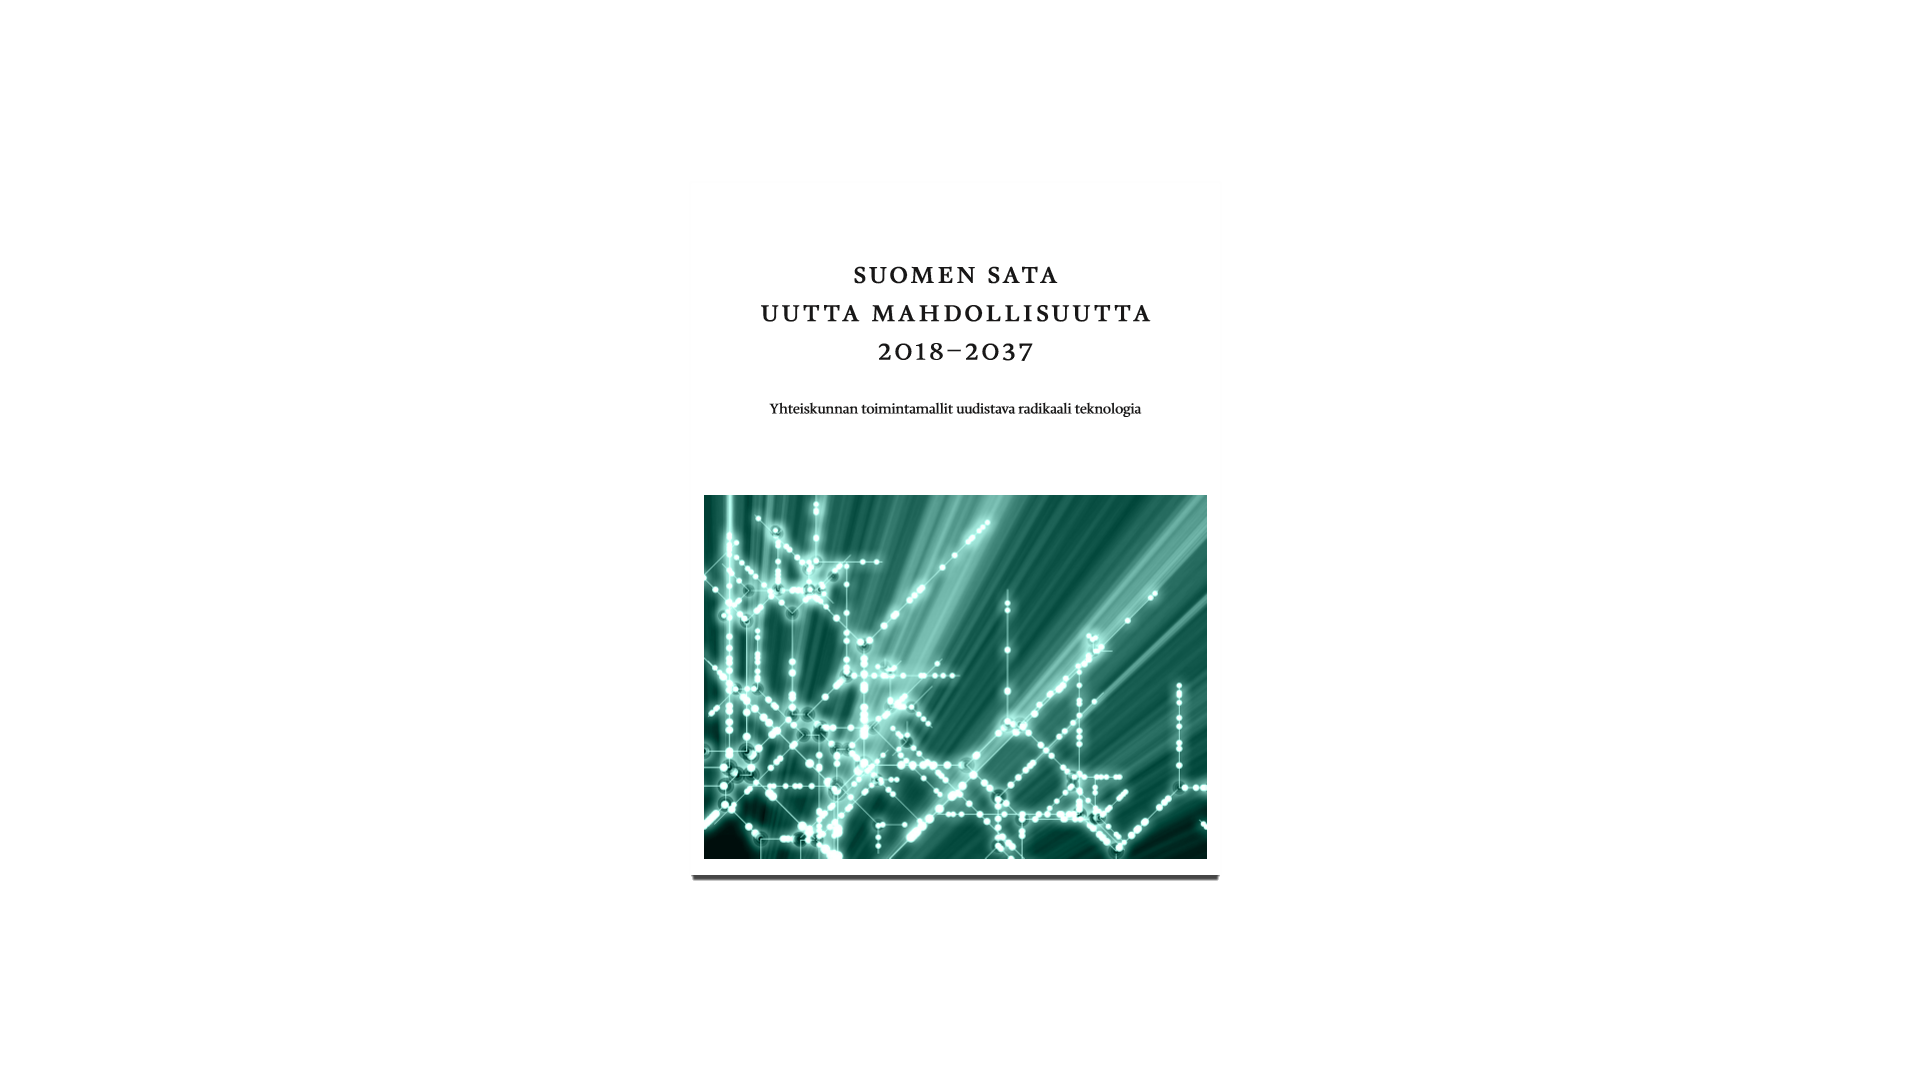 SUOMEN SATA
UUTTA MAHDOLLISUUTTA
2018–2037
Yhteiskunnan toimintamallit uudistava radikaali teknologia